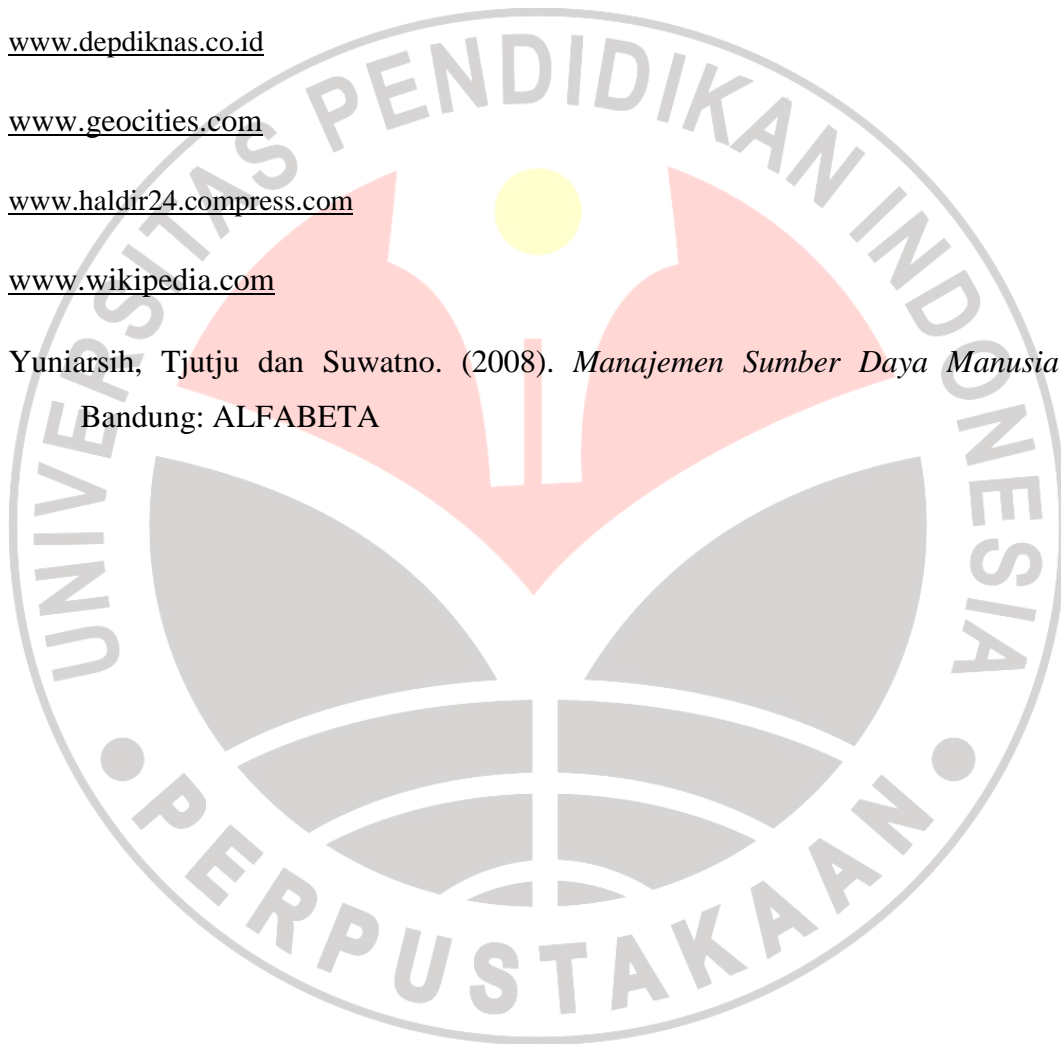 www.depdiknas.co.id
www.geocities.com
www.haldir24.compress.com
www.wikipedia.com
Yuniarsih, Tjutju dan Suwatno. (2008). Manajemen Sumber Daya Manusia
Bandung: ALFABETA
UNIVERSITAS PENDIDIKAN INDONESIA
PERPUSTAKAAN